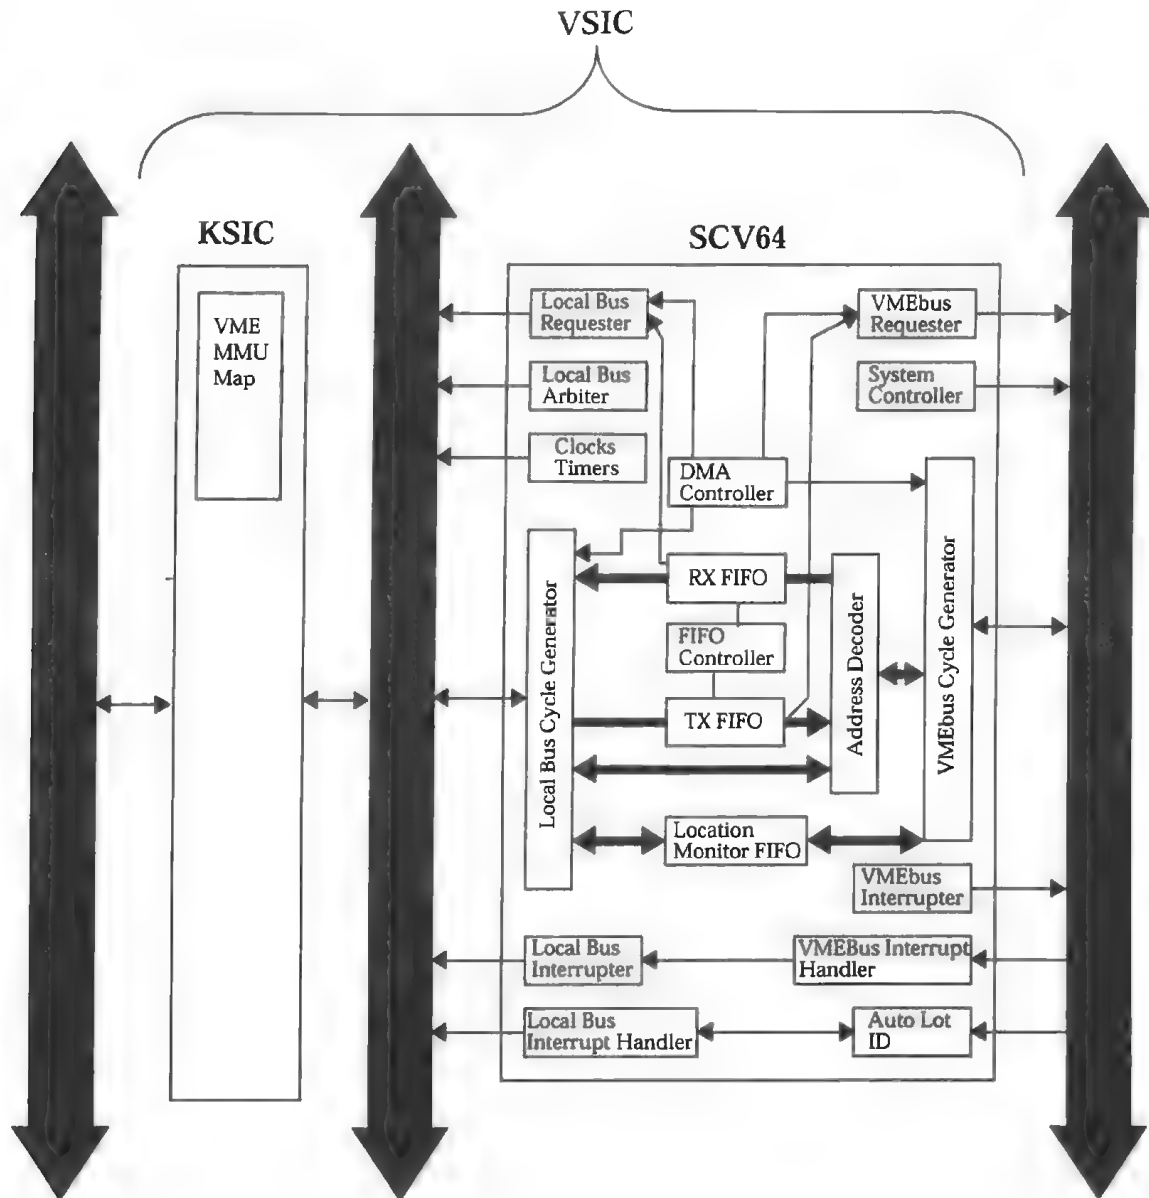 VSIC
KSIC
SCV64
VME
MMU
Map
Local Bus
Requester
VMEbus
Requester
Local Bus
Arbiter
System
Controller
Clocks
Timers
DMA
Controller
Local Bus Cycle Generator
RX FIFO
FIFO
Controller
TX FIFO
Address Decoder
VMEbus Cycle Generator
Location
Monitor FIFO
VMEbus
Interrupter
Local Bus
Interrupter
VMEBus Interrupt
Handler
Local Bus
Interrupt Handler
Auto Lot
ID